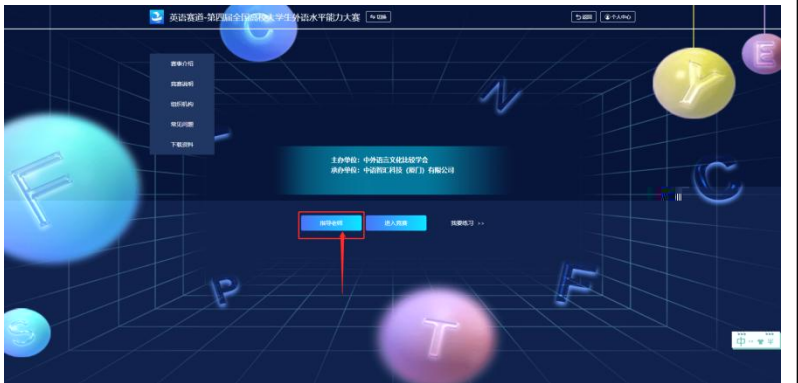 英语赛道-第四届全国高校大学生外语水平能力大赛 切换
个人中心
赛事介绍
竞赛说明
组织机构
常见问题
下载资料
主办单位：中外语言文化比较学会
承办单位：中语智汇科技（厦门）有限公司
指导老师 进入竞赛 我要练习 >>
F
C
N
Y
E
C
P
F
T
S
中